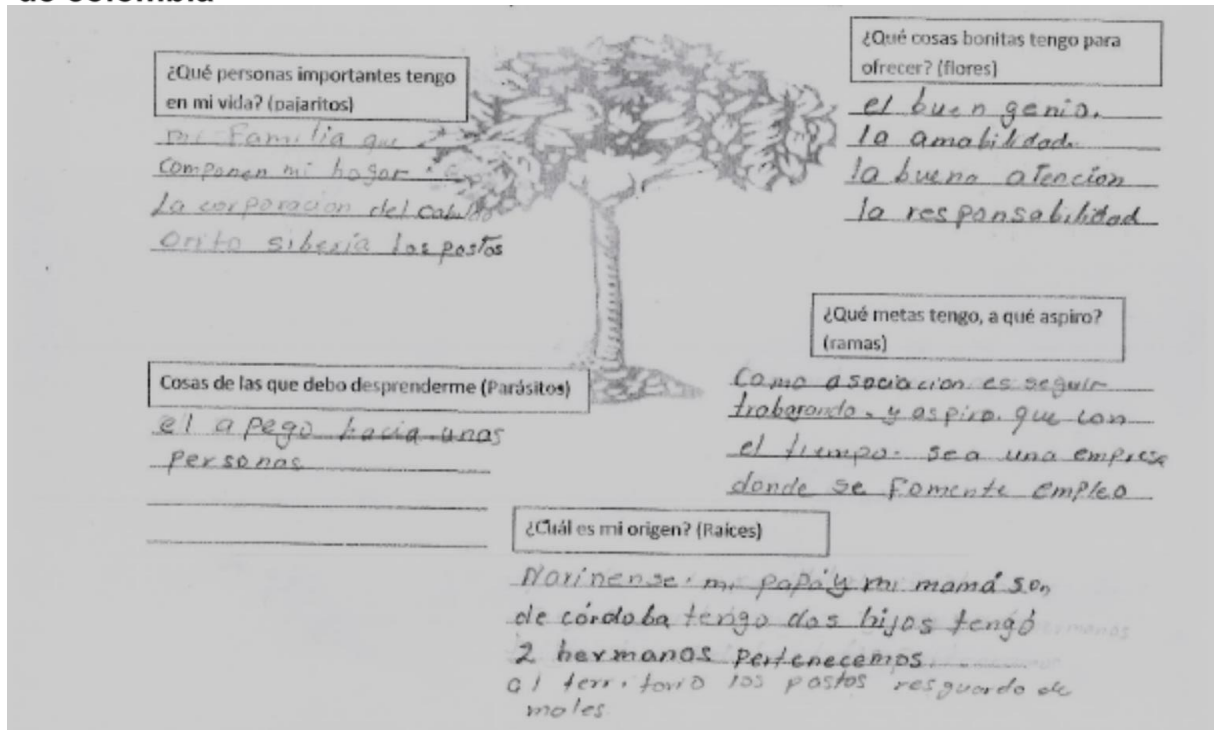 de colombia
¿Qué personas importantes tengo
en mi vida? (pajaritos)
mi Familia que
componen mi hogar
La corporacion del cabildo
orito siberia los pastos
¿Qué cosas bonitas tengo para
ofrecer? (flores)
el buen genio.
la amabilidad.
la buena atencion
la responsabilidad
¿Qué metas tengo, a qué aspiro?
(ramas)
Como asociacion es seguir
trabarando. y aspiro que con
el tiempo. sea una empresa
donde se Fomente Empleo
Cosas de las que debo desprenderme (Parásitos)
el apego hacia unas
personas
¿Cuál es mi origen? (Raíces)
Narinense. mi papá y mi mamá son
de córdoba tengo dos hijos tengó
2 hermanos Pertenecemos
al territorio los pastos resguardo de
males